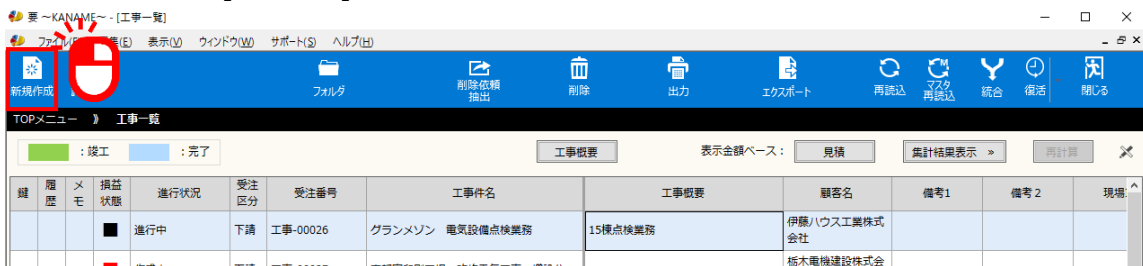 要 ～KANAME～ - [工事一覧]
表示(V) ウィンドウ(W) サポート(S) ヘルプ(H)
新規作成 フォルダ 削除依頼抽出 削除 出力 エクスポート 再読込 マスタ再読込 統合 復活 閉じる
TOPメニュー 》 工事一覧
：竣工 ：完了 工事概要 表示金額ベース： 見積 集計結果表示 » 再計算
鍵 履歴 メモ 損益状態 進行状況 受注区分 受注番号 工事件名 工事概要 顧客名 備考1 備考2
進行中 下請 工事-00026 グランメゾン 電気設備点検業務 15棟点検業務 伊藤ハウス工業株式会社
栃木電機建設株式会